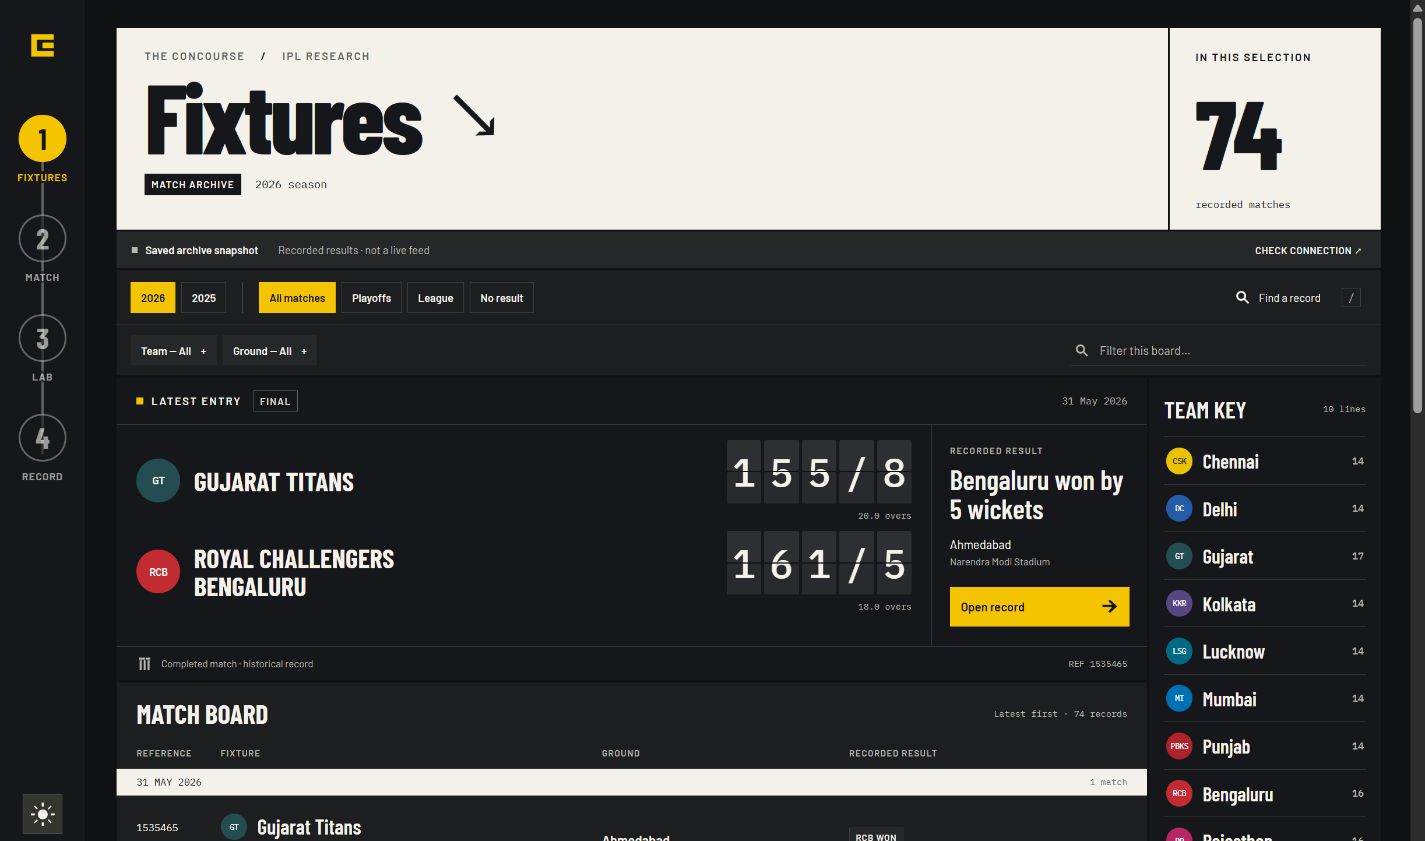 1
FIXTURES
2
MATCH
3
LAB
4
RECORD
THE CONCOURSE / IPL RESEARCH
Fixtures ↘
MATCH ARCHIVE 2026 season
IN THIS SELECTION
74
recorded matches
Saved archive snapshot Recorded results · not a live feed CHECK CONNECTION ↗
2026 2025 All matches Playoffs League No result Find a record /
Team — All + Ground — All + Filter this board...
LATEST ENTRY FINAL 31 May 2026
GT GUJARAT TITANS 155/8
20.0 overs
RCB ROYAL CHALLENGERS
BENGALURU 161/5
18.0 overs
RECORDED RESULT
Bengaluru won by
5 wickets
Ahmedabad
Narendra Modi Stadium
Open record →
Completed match · historical record REF 1535465
MATCH BOARD Latest first · 74 records
REFERENCE FIXTURE GROUND RECORDED RESULT
31 MAY 2026 1 match
1535465 GT Gujarat Titans Ahmedabad RCB WON
TEAM KEY 10 lines
CSK Chennai 14
DC Delhi 14
GT Gujarat 17
KKR Kolkata 14
LSG Lucknow 14
MI Mumbai 14
PBKS Punjab 14
RCB Bengaluru 16
Rajasthan 16